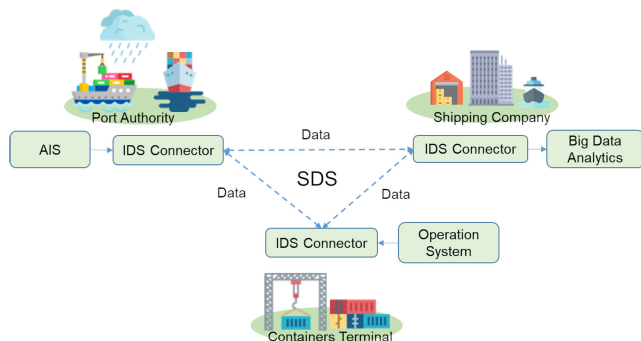 Port Authority
Shipping Company
AIS
IDS Connector
Data
IDS Connector
Big Data
Analytics
Data
SDS
Data
IDS Connector
Operation
System
Containers Terminal